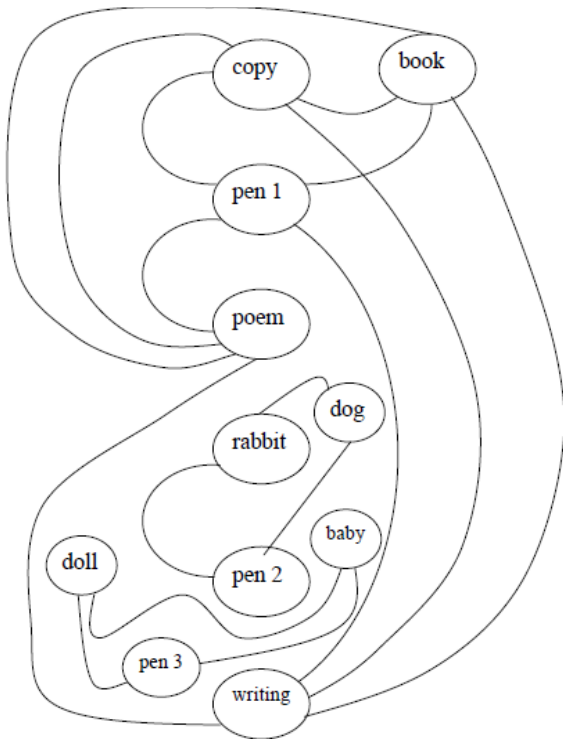 copy
book
pen 1
poem
dog
rabbit
baby
doll
pen 2
pen 3
writing